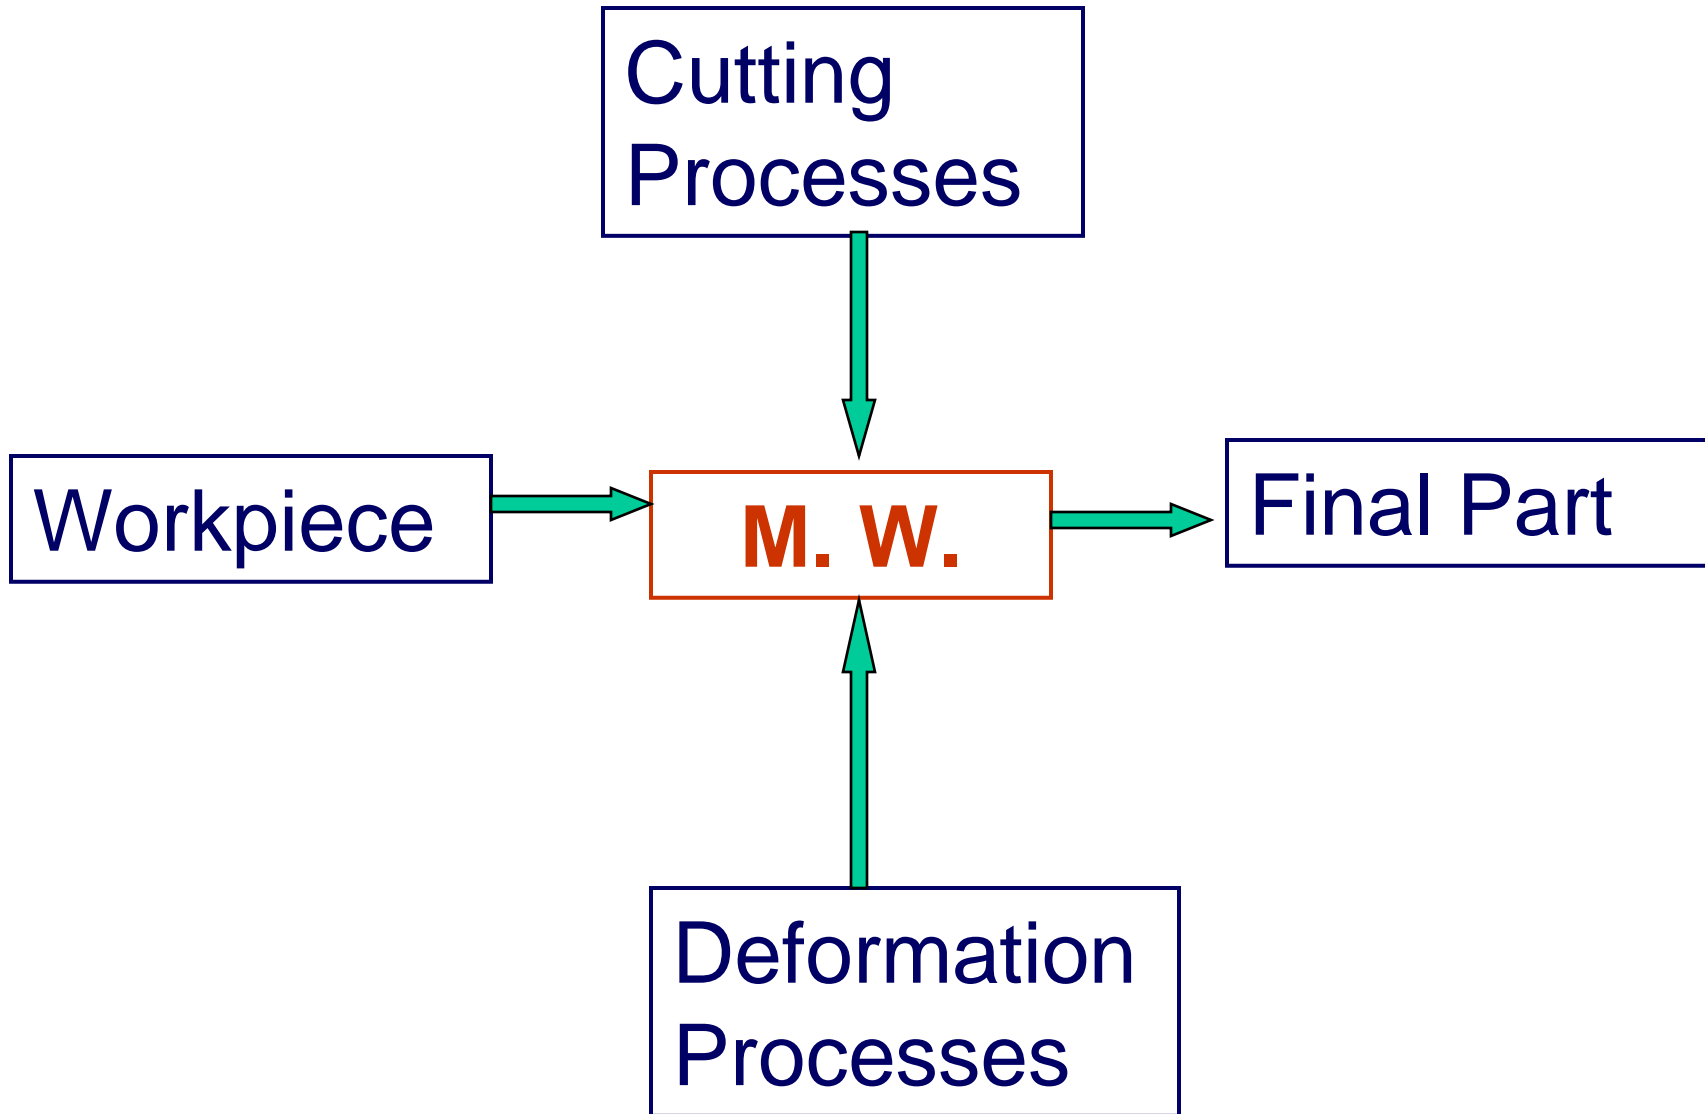 Cutting
Processes
Workpiece
M. W.
Final Part
Deformation
Processes